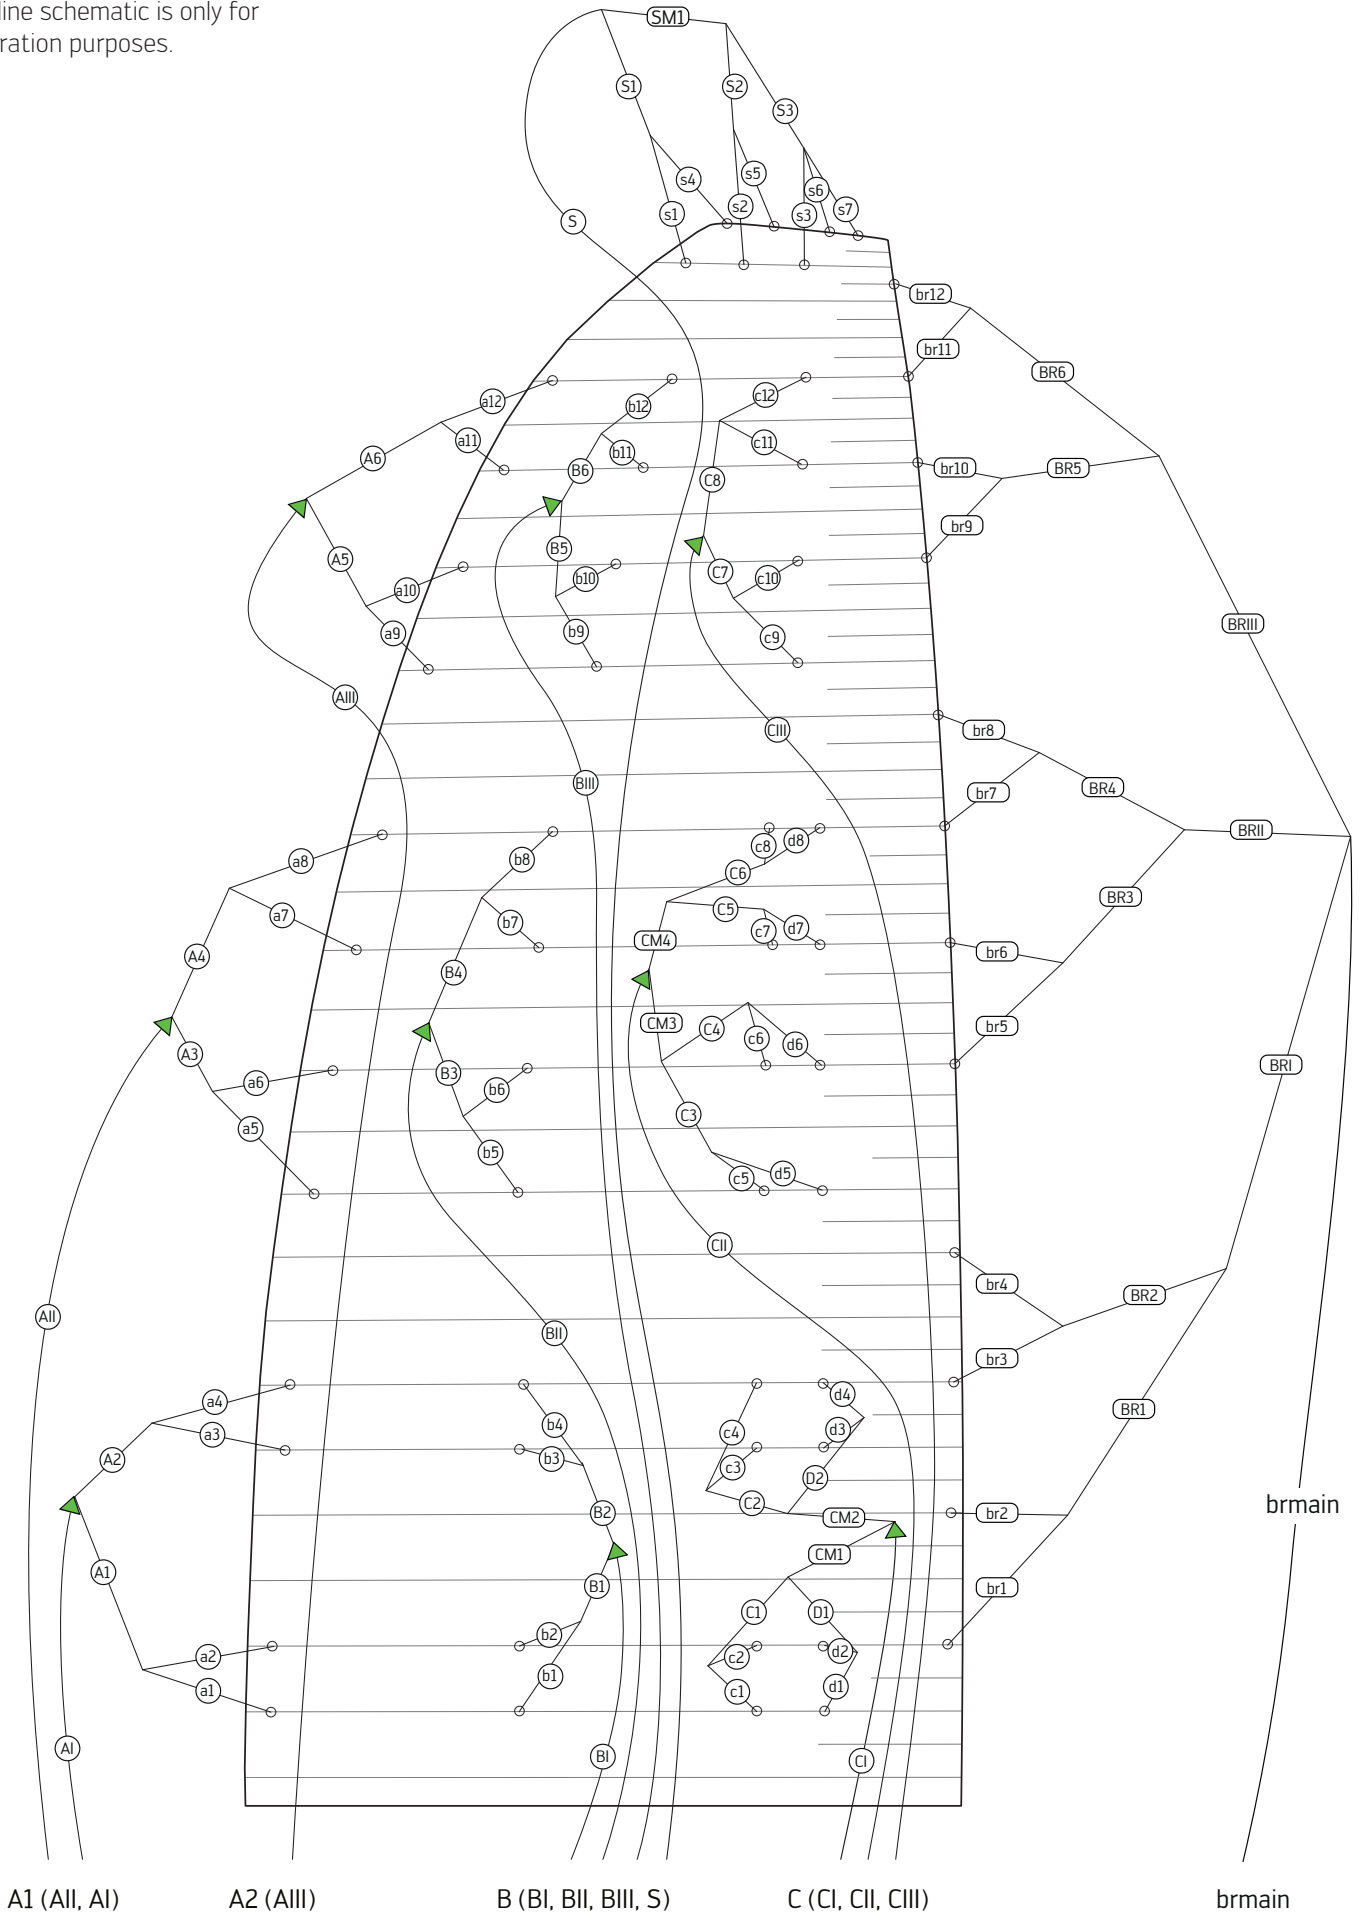 line schematic is only for
ration purposes.
SM1
S1
S2
S3
s4
s5
s6
s1
s2
s3
s7
S
br12
br11
BR6
a12
b12
c12
a11
b11
c11
A6
B6
C8
br10
BR5
br9
A5
B5
C7
a10
b10
c10
a9
b9
c9
BRIII
AIII
CIII
br8
BIII
br7
BR4
BRII
a8
b8
c8
d8
C6
BR3
a7
b7
C5
c7
d7
A4
B4
CM4
br6
A3
CM3
C4
c6
d6
br5
B3
a6
b6
BRI
a5
C3
b5
c5
d5
CII
br4
BR2
AII
BII
br3
a4
b4
c4
d4
BR1
a3
b3
c3
d3
A2
B2
C2
D2
CM2
br2
brmain
A1
B1
CM1
br1
C1
D1
a2
b2
c2
d2
a1
b1
c1
d1
AI
BI
CI
A1 (AII, AI) A2 (AIII) B (BI, BII, BIII, S) C (CI, CII, CIII) brmain